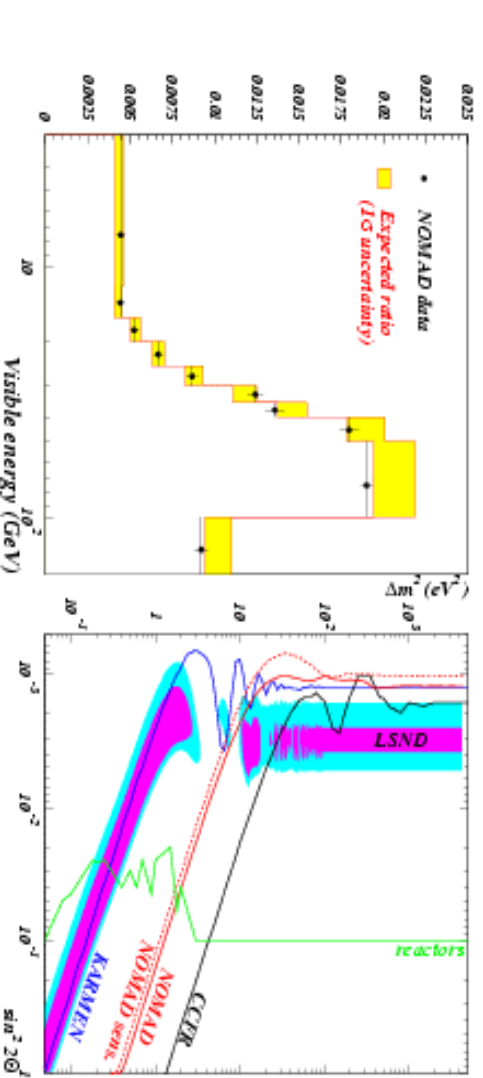 0.025
0.0225
0.02
0.0175
0.015
0.0125
0.01
0.0075
0.005
0.0025
0
NOMAD data
Expected ratio
(1σ uncertainty)
10
10²
Visible energy (GeV)
Δm² (eV²)
10³
10²
10
1
10⁻¹
LSND
reactors
CCFR
NOMAD
NOMAD sens.
KARMEN
10⁻³
10⁻²
10⁻¹
1
sin² 2Θ